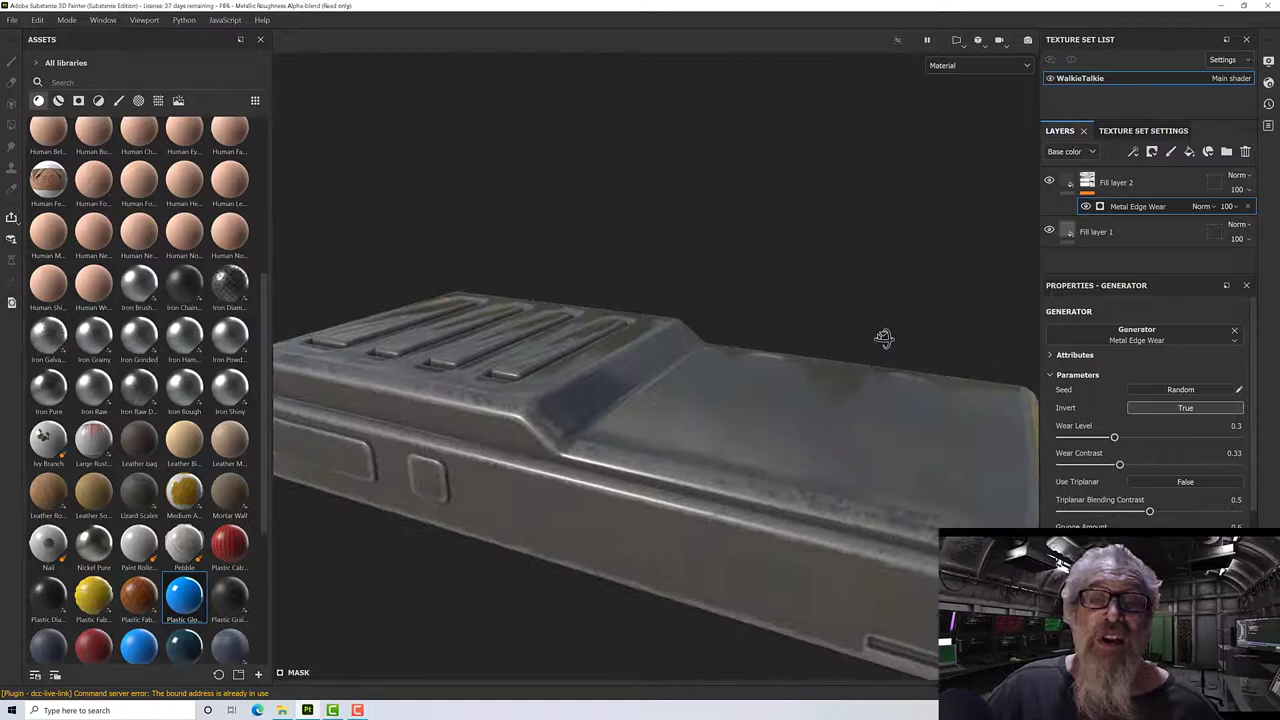 Adobe Substance 3D Painter (Substance Edition) - License: 27 days remaining - PBR - Metallic Roughness Alpha-blend (Read only)
File Edit Mode Window Viewport Python JavaScript Help
ASSETS
All libraries
Search
Human Bel... Human Bu... Human Ch... Human Ey... Human Fa...
Human Fe... Human Fo... Human Fo... Human He... Human Le...
Human M... Human Ne... Human Ne... Human No... Human No...
Human Shi... Human Wr... Iron Brush... Iron Chain... Iron Diam...
Iron Galva... Iron Grainy Iron Grinded Iron Ham... Iron Powd...
Iron Pure Iron Raw Iron Raw D... Iron Rough Iron Shiny
Ivy Branch Large Rust... Leather bag Leather Bi... Leather M...
Leather Ro... Leather So... Lizard Scales Medium A... Mortar Wall
Nail Nickel Pure Paint Rolle... Pebble Plastic Cab...
Plastic Dia... Plastic Fab... Plastic Fab... Plastic Glo... Plastic Grai...
Material
MASK
TEXTURE SET LIST
Settings
WalkieTalkie Main shader
LAYERS TEXTURE SET SETTINGS
Base color
Fill layer 2 Norm 100
Metal Edge Wear Norm 100
Fill layer 1 Norm 100
PROPERTIES - GENERATOR
GENERATOR
Generator
Metal Edge Wear
Attributes
Parameters
Seed Random
Invert True
Wear Level 0.3
Wear Contrast 0.33
Use Triplanar False
Triplanar Blending Contrast 0.5
Grunge Amount 0.6
[Plugin - dcc-live-link] Command server error: The bound address is already in use
Type here to search
Pt